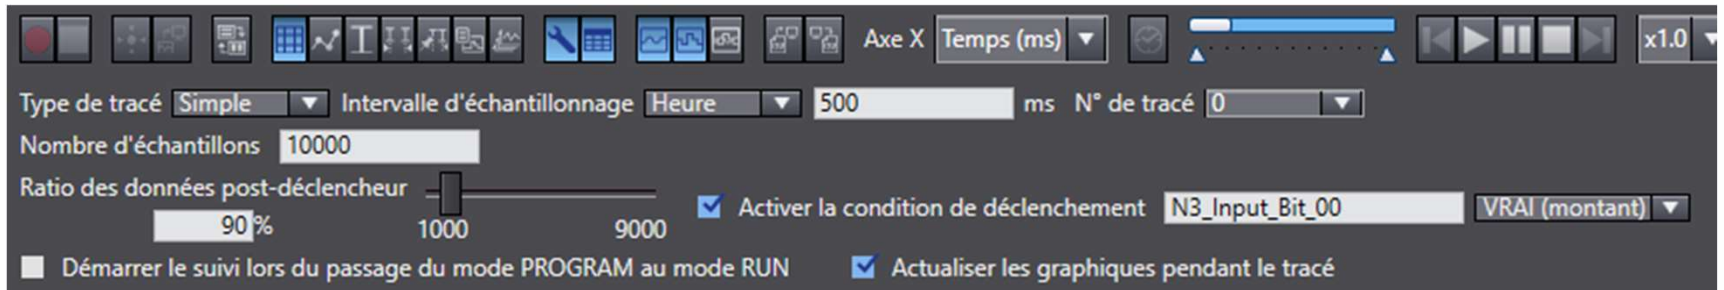 Axe X Temps (ms) x1.0
Type de tracé Simple Intervalle d'échantillonnage Heure 500 ms N° de tracé 0
Nombre d'échantillons 10000
Ratio des données post-déclencheur
90 % 1000 9000 Activer la condition de déclenchement N3_Input_Bit_00 VRAI (montant)
Démarrer le suivi lors du passage du mode PROGRAM au mode RUN Actualiser les graphiques pendant le tracé